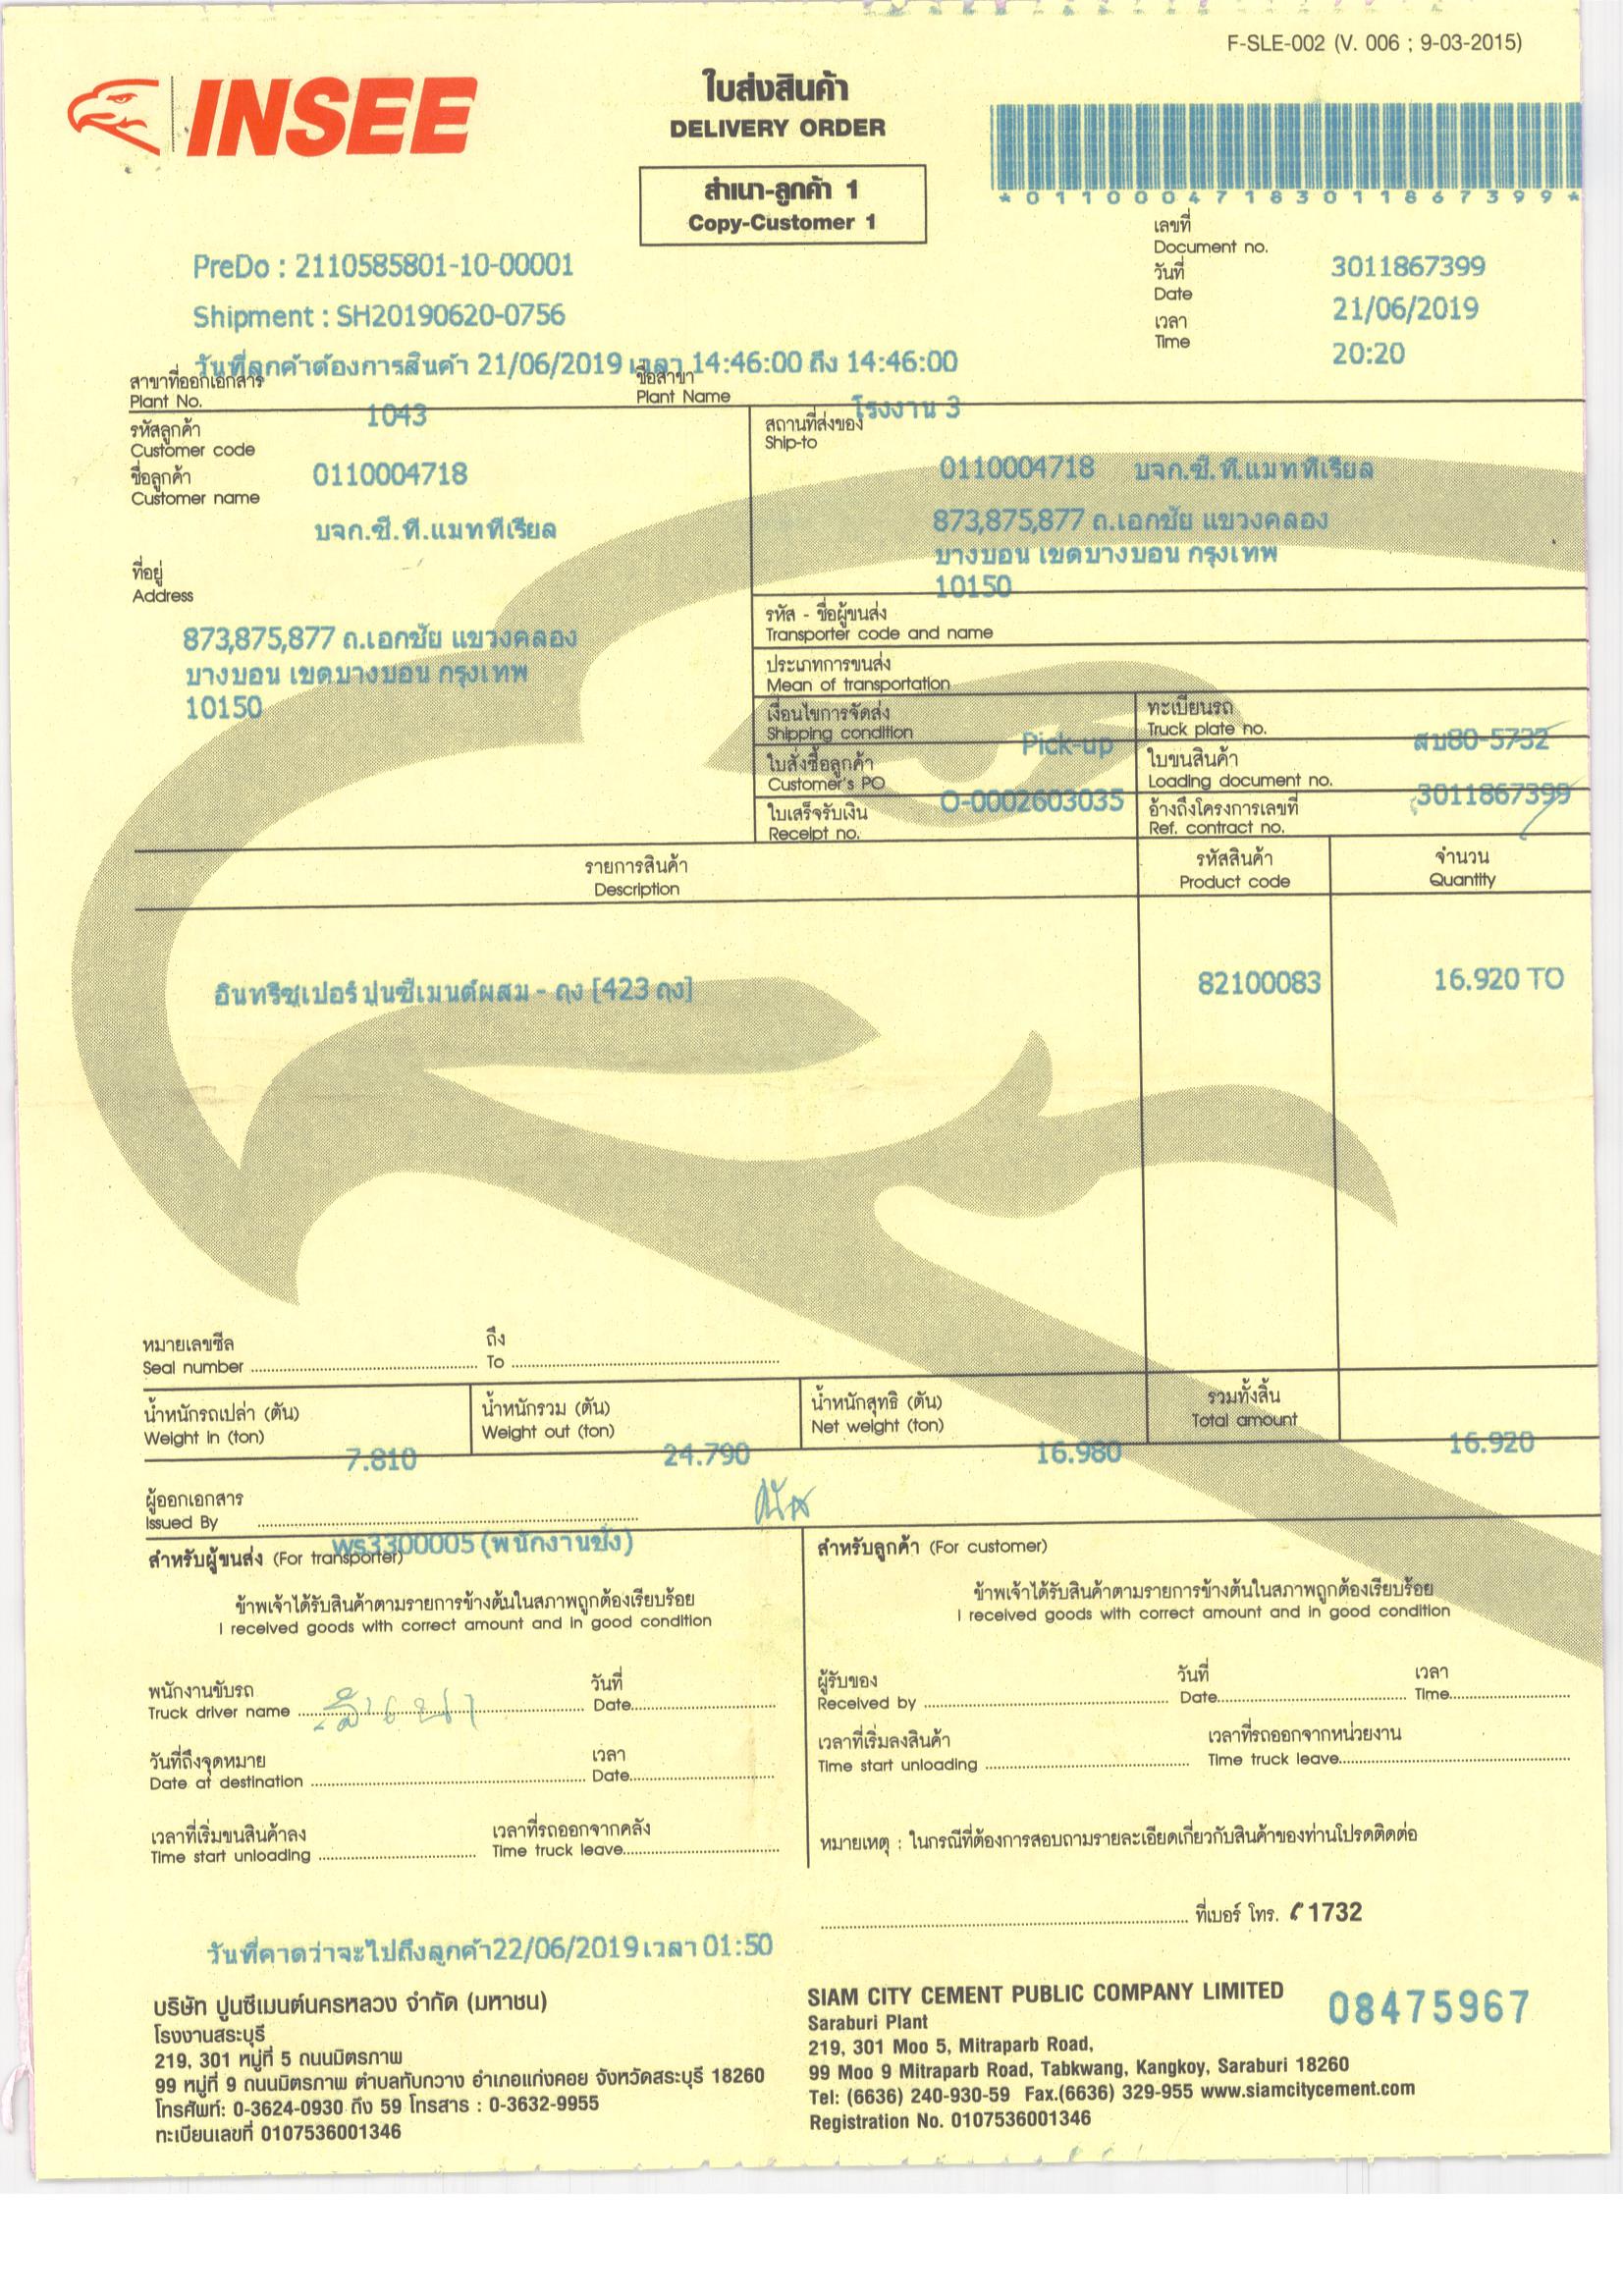 F-SLE-002 (V. 006 ; 9-03-2015)
INSEE
ใบส่งสินค้า
DELIVERY ORDER
สำเนา-ลูกค้า 1
Copy-Customer 1
*01100047183011867399*
เลขที่
Document no. 3011867399
วันที่
Date 21/06/2019
เวลา
Time 20:20
PreDo : 2110585801-10-00001
Shipment : SH20190620-0756
วันที่ลูกค้าต้องการสินค้า 21/06/2019 เวลา 14:46:00 ถึง 14:46:00
สาขาที่ออกเอกสาร
Plant No. 1043
ชื่อสาขา
Plant Name โรงงาน 3
รหัสลูกค้า
Customer code 0110004718
ชื่อลูกค้า
Customer name
บจก.ซี.ที.แมททีเรียล
ที่อยู่
Address
873,875,877 ถ.เอกชัย แขวงคลอง
บางบอน เขตบางบอน กรุงเทพ
10150
สถานที่ส่งของ
Ship-to
0110004718 บจก.ซี.ที.แมททีเรียล
873,875,877 ถ.เอกชัย แขวงคลอง
บางบอน เขตบางบอน กรุงเทพ
10150
รหัส - ชื่อผู้ขนส่ง
Transporter code and name
ประเภทการขนส่ง
Mean of transportation
เงื่อนไขการจัดส่ง
Shipping condition Pick-up
ทะเบียนรถ
Truck plate no. สบ80-5732
ใบสั่งซื้อลูกค้า
Customer's PO O-0002603035
ใบขนสินค้า
Loading document no. 3011867399
ใบเสร็จรับเงิน
Receipt no.
อ้างถึงโครงการเลขที่
Ref. contract no.
รายการสินค้า รหัสสินค้า จำนวน
Description Product code Quantity
อินทรีซุเปอร์ ปูนซีเมนต์ผสม - ถุง [423 ถุง] 82100083 16.920 TO
หมายเลขซีล ถึง
Seal number To
น้ำหนักรถเปล่า (ตัน) น้ำหนักรวม (ตัน) น้ำหนักสุทธิ (ตัน) รวมทั้งสิ้น
Weight in (ton) Weight out (ton) Net weight (ton) Total amount
7.810 24.790 16.980 16.920
ผู้ออกเอกสาร
Issued By
ws3300005 (พนักงานชั่ง)
สำหรับผู้ขนส่ง (For transporter)
ข้าพเจ้าได้รับสินค้าตามรายการข้างต้นในสภาพถูกต้องเรียบร้อย
I received goods with correct amount and in good condition
พนักงานขับรถ วันที่
Truck driver name Date
วันที่ถึงจุดหมาย เวลา
Date at destination Date
เวลาที่เริ่มขนสินค้าลง เวลาที่รถออกจากคลัง
Time start unloading Time truck leave
สำหรับลูกค้า (For customer)
ข้าพเจ้าได้รับสินค้าตามรายการข้างต้นในสภาพถูกต้องเรียบร้อย
I received goods with correct amount and in good condition
ผู้รับของ วันที่ เวลา
Received by Date Time
เวลาที่เริ่มลงสินค้า เวลาที่รถออกจากหน่วยงาน
Time start unloading Time truck leave
หมายเหตุ : ในกรณีที่ต้องการสอบถามรายละเอียดเกี่ยวกับสินค้าของท่านโปรดติดต่อ
ที่เบอร์ โทร. 1732
วันที่คาดว่าจะไปถึงลูกค้า22/06/2019 เวลา 01:50
บริษัท ปูนซีเมนต์นครหลวง จำกัด (มหาชน)
โรงงานสระบุรี
219, 301 หมู่ที่ 5 ถนนมิตรภาพ
99 หมู่ที่ 9 ถนนมิตรภาพ ตำบลทับกวาง อำเภอแก่งคอย จังหวัดสระบุรี 18260
โทรศัพท์: 0-3624-0930 ถึง 59 โทรสาร : 0-3632-9955
ทะเบียนเลขที่ 0107536001346
SIAM CITY CEMENT PUBLIC COMPANY LIMITED
Saraburi Plant
219, 301 Moo 5, Mitraparb Road,
99 Moo 9 Mitraparb Road, Tabkwang, Kangkoy, Saraburi 18260
Tel: (6636) 240-930-59 Fax.(6636) 329-955 www.siamcitycement.com
Registration No. 0107536001346
08475967